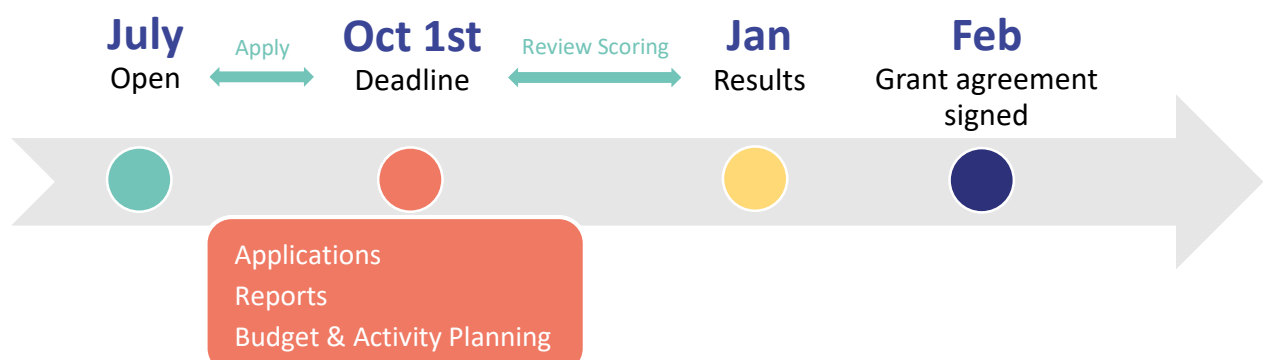 July
Open
Apply
Oct 1st
Deadline
Review Scoring
Jan
Results
Feb
Grant agreement
signed
Applications
Reports
Budget & Activity Planning